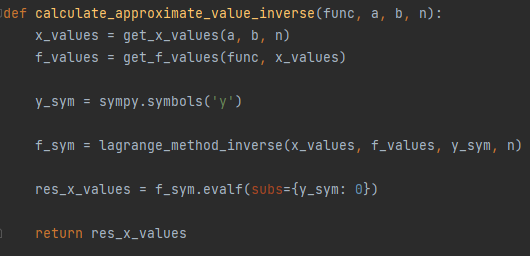 def calculate_approximate_value_inverse(func, a, b, n):
    x_values = get_x_values(a, b, n)
    f_values = get_f_values(func, x_values)
    y_sym = sympy.symbols('y')
    f_sym = lagrange_method_inverse(x_values, f_values, y_sym, n)
    res_x_values = f_sym.evalf(subs={y_sym: 0})
    return res_x_values